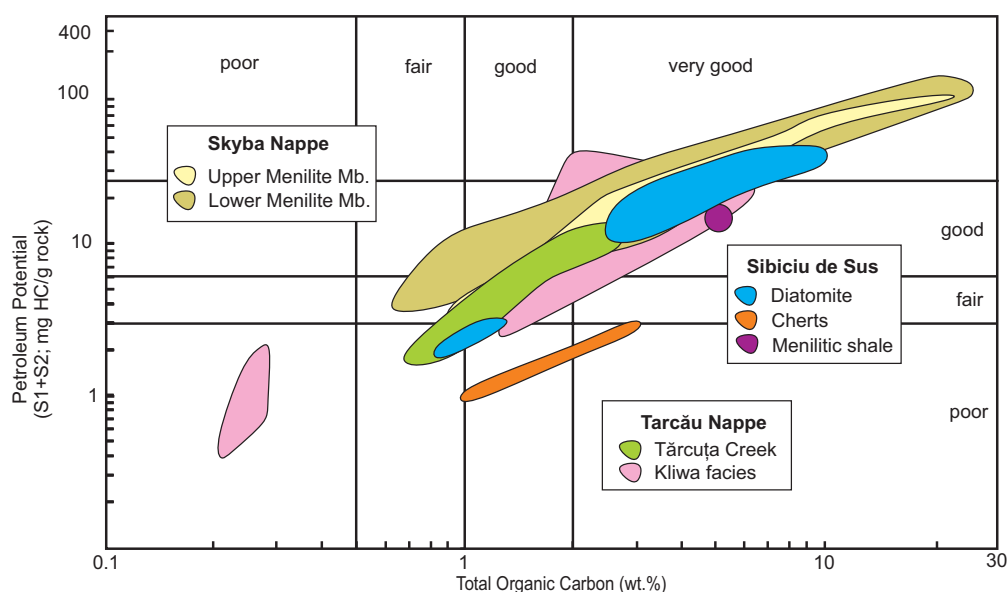 400
100
10
1
Petroleum Potential
(S1+S2; mg HC/g rock)
poor
fair
good
very good
good
fair
poor
Skyba Nappe
Upper Menilite Mb.
Lower Menilite Mb.
Sibiciu de Sus
Diatomite
Cherts
Menilitic shale
Tarcău Nappe
Tărcuța Creek
Kliwa facies
0.1
1
10
30
Total Organic Carbon (wt.%)